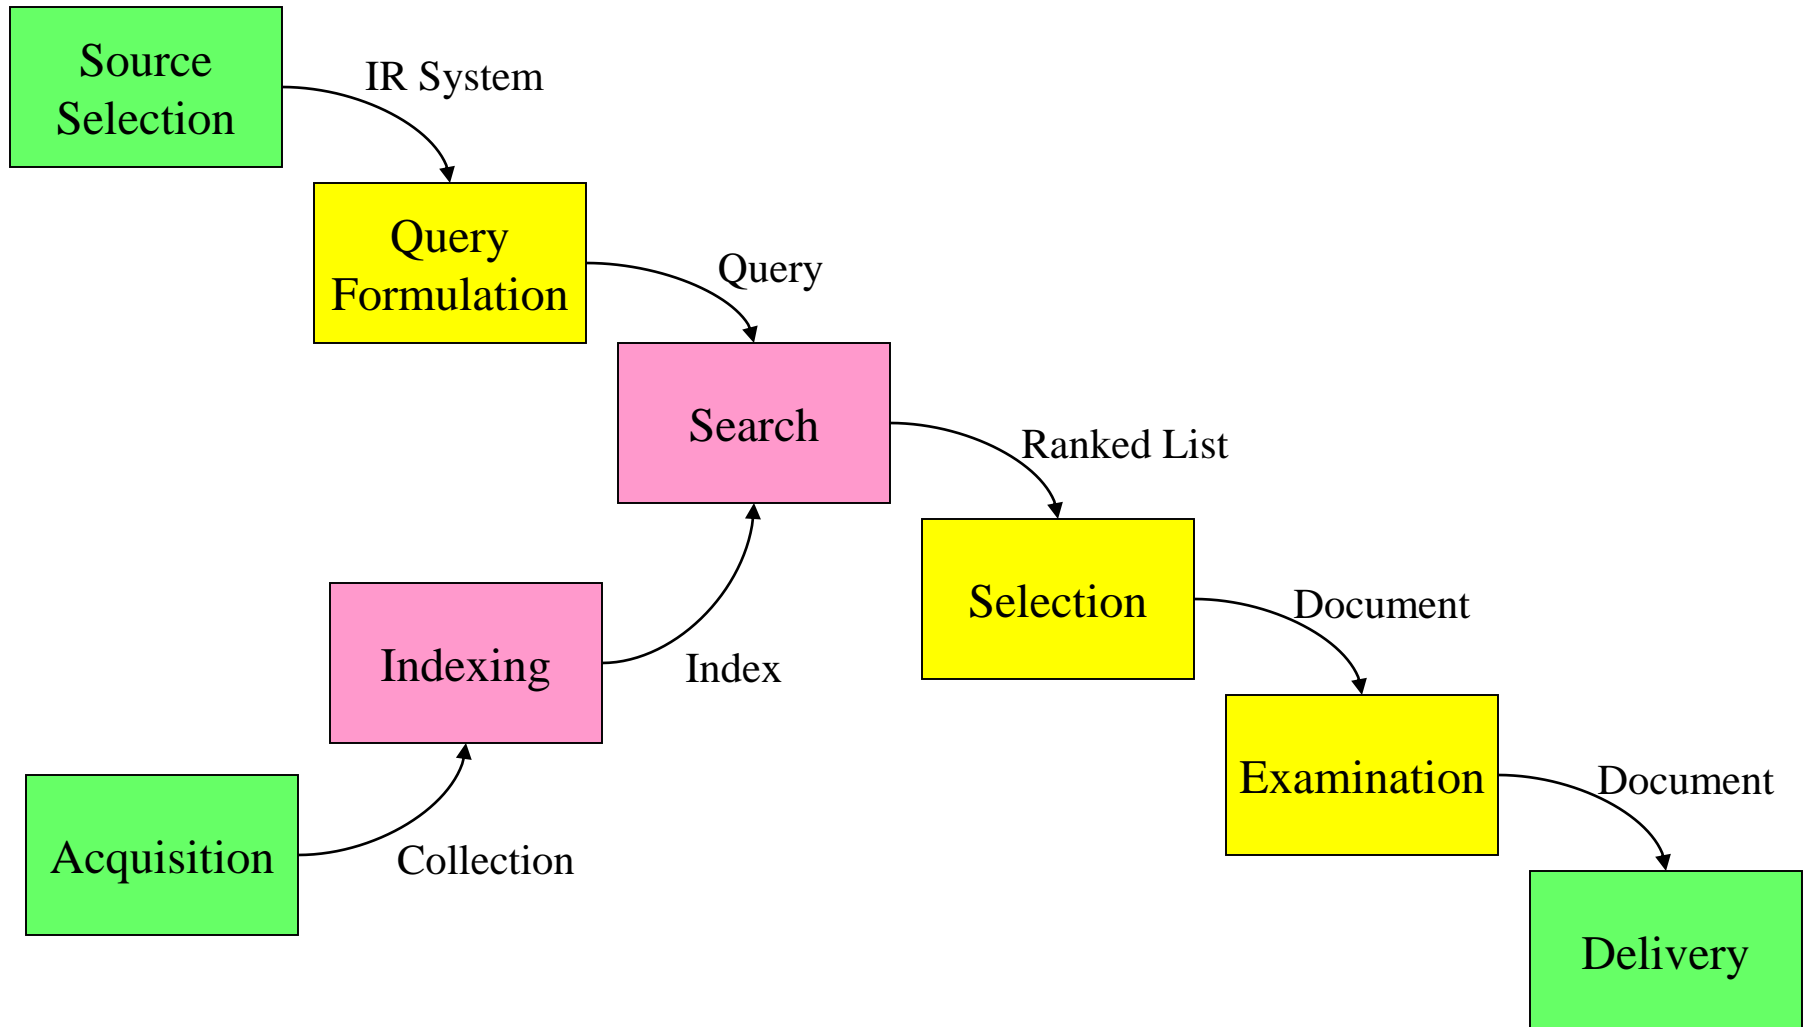 Source
Selection
IR System
Query
Formulation
Query
Search
Ranked List
Selection
Document
Indexing
Index
Examination
Document
Acquisition
Collection
Delivery